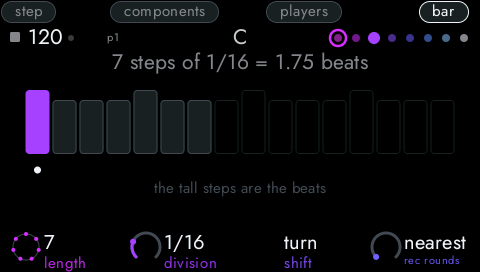 step components players bar
120 p1 C
7 steps of 1/16 = 1.75 beats
the tall steps are the beats
7 1/16 turn nearest
length division shift rec rounds